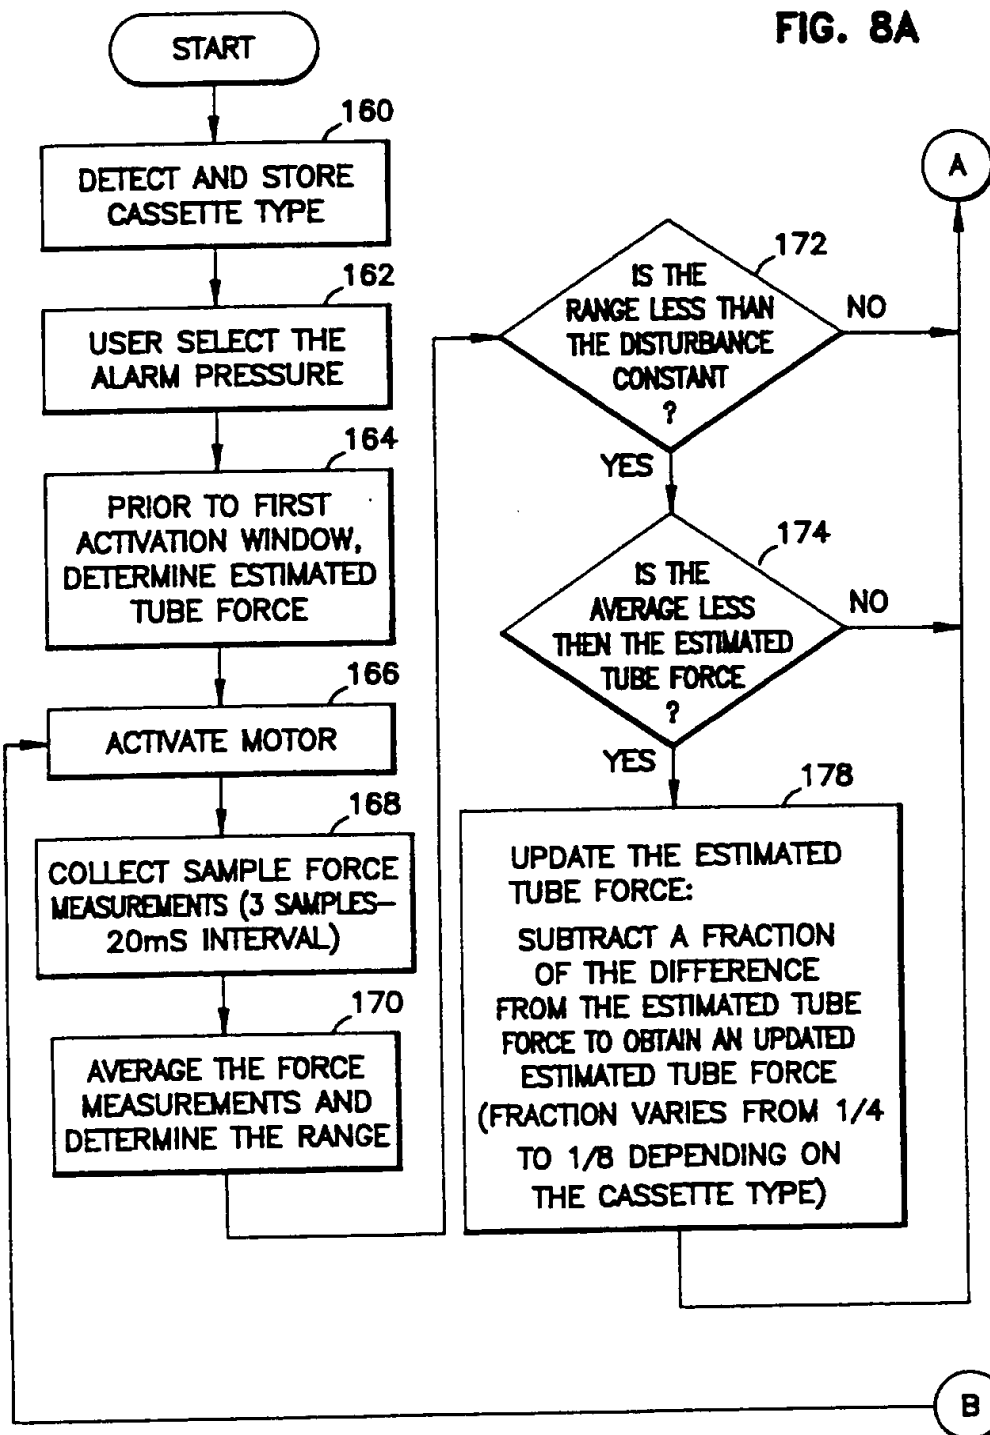 FIG. 8A
START
160
DETECT AND STORE
CASSETTE TYPE
162
USER SELECT THE
ALARM PRESSURE
164
PRIOR TO FIRST
ACTIVATION WINDOW,
DETERMINE ESTIMATED
TUBE FORCE
166
ACTIVATE MOTOR
168
COLLECT SAMPLE FORCE
MEASUREMENTS (3 SAMPLES–
20mS INTERVAL)
170
AVERAGE THE FORCE
MEASUREMENTS AND
DETERMINE THE RANGE
A
172
IS THE
RANGE LESS THAN
THE DISTURBANCE
CONSTANT
?
NO
YES
174
IS THE
AVERAGE LESS
THEN THE ESTIMATED
TUBE FORCE
?
NO
YES
178
UPDATE THE ESTIMATED
TUBE FORCE:
SUBTRACT A FRACTION
OF THE DIFFERENCE
FROM THE ESTIMATED TUBE
FORCE TO OBTAIN AN UPDATED
ESTIMATED TUBE FORCE
(FRACTION VARIES FROM 1/4
TO 1/8 DEPENDING ON
THE CASSETTE TYPE)
B